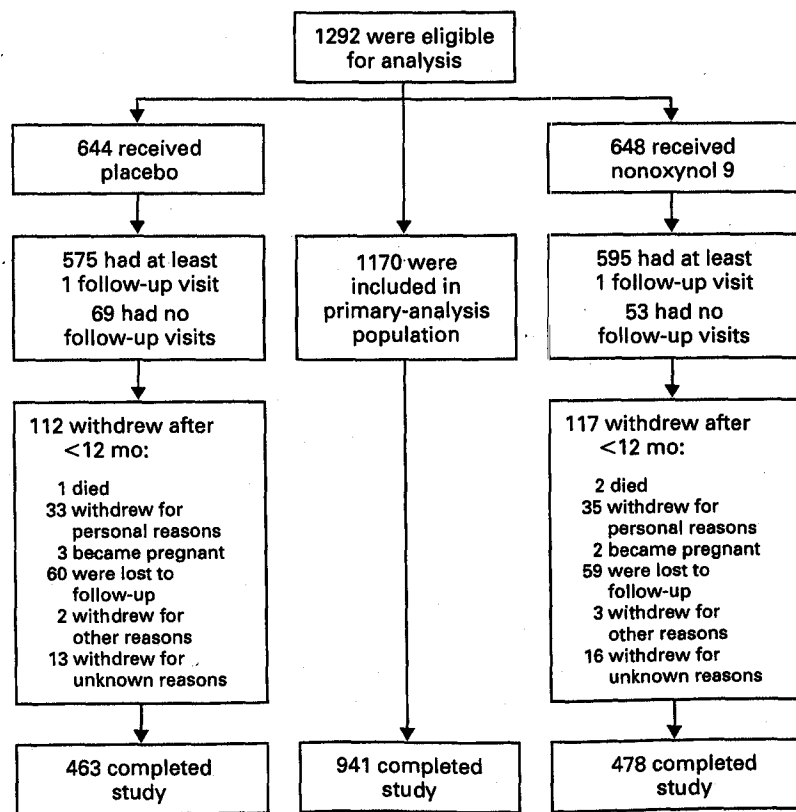 1292 were eligible
for analysis
644 received
placebo
648 received
nonoxynol 9
575 had at least
1 follow-up visit
69 had no
follow-up visits
1170 were
included in
primary-analysis
population
595 had at least
1 follow-up visit
53 had no
follow-up visits
112 withdrew after
<12 mo:
1 died
33 withdrew for
personal reasons
3 became pregnant
60 were lost to
follow-up
2 withdrew for
other reasons
13 withdrew for
unknown reasons
117 withdrew after
<12 mo:
2 died
35 withdrew for
personal reasons
2 became pregnant
59 were lost to
follow-up
3 withdrew for
other reasons
16 withdrew for
unknown reasons
463 completed
study
941 completed
study
478 completed
study